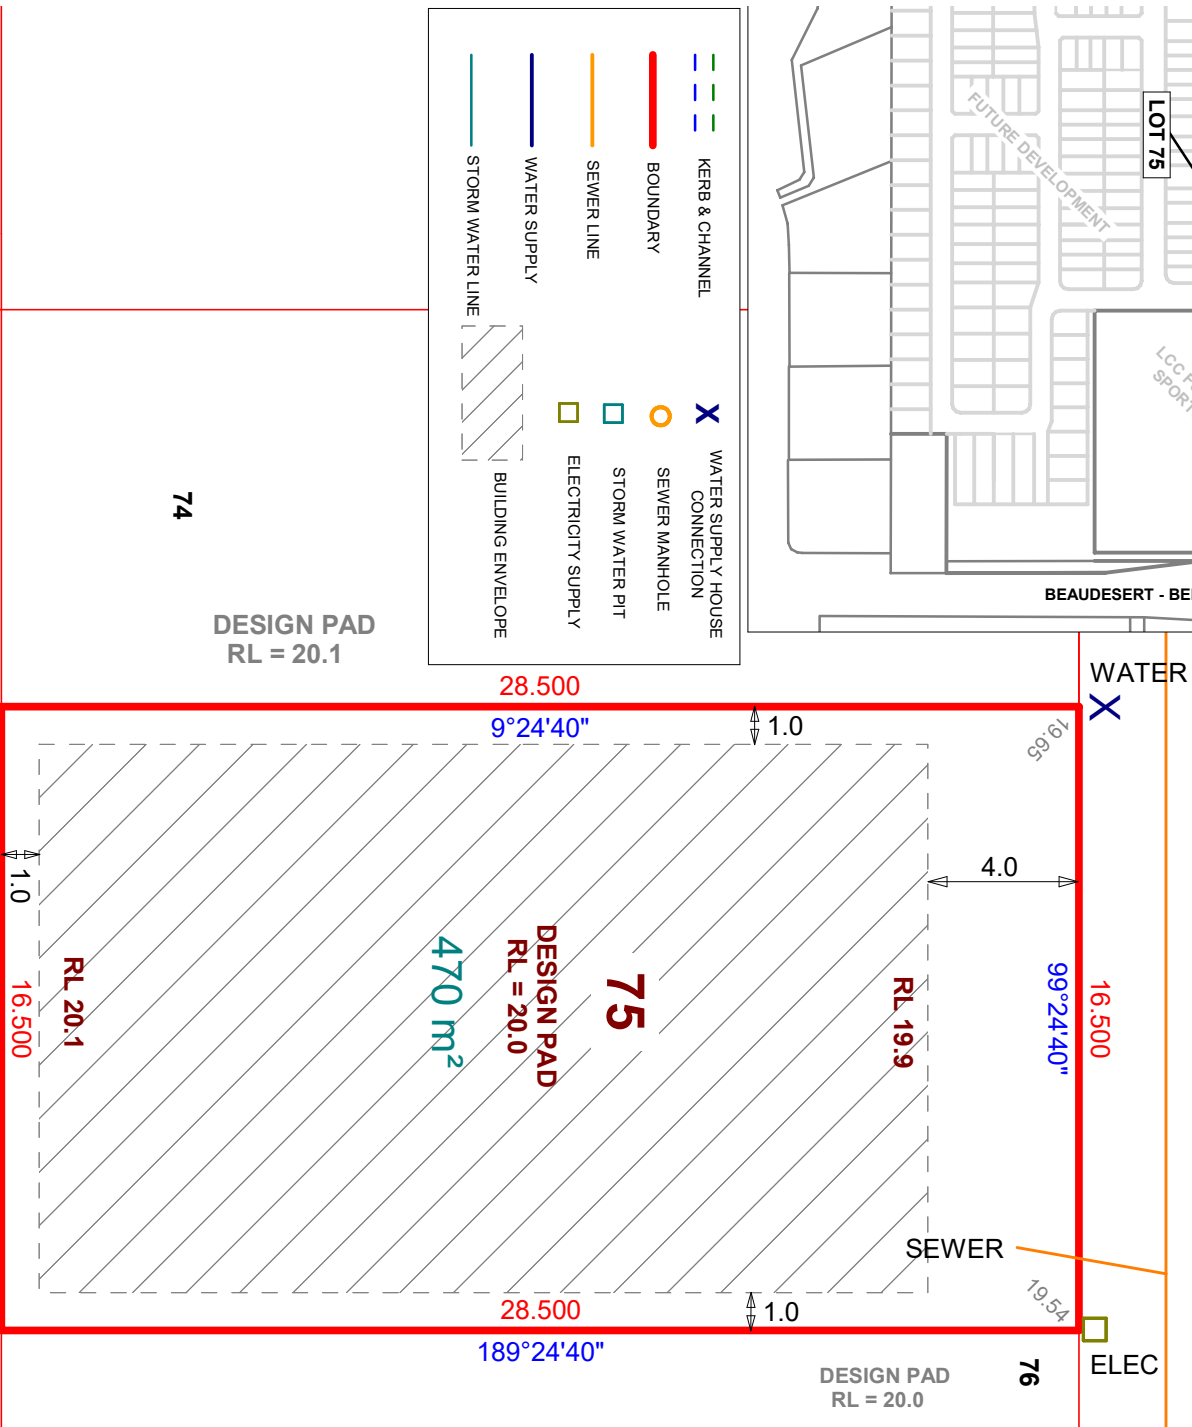 LOT 75
FUTURE DEVELOPMENT
LCC
SPORT
BEAUDESERT - BE
KERB & CHANNEL
BOUNDARY
SEWER LINE
WATER SUPPLY
STORM WATER LINE
X
WATER SUPPLY HOUSE
CONNECTION
SEWER MANHOLE
STORM WATER PIT
ELECTRICITY SUPPLY
BUILDING ENVELOPE
74
DESIGN PAD
RL = 20.1
WATER
X
28.500
9°24'40"
1.0
19.65
4.0
1.0
16.500
RL 20.1
470 m²
DESIGN PAD
RL = 20.0
75
RL 19.9
99°24'40"
16.500
SEWER
19.54
28.500
1.0
189°24'40"
ELEC
76
DESIGN PAD
RL = 20.0